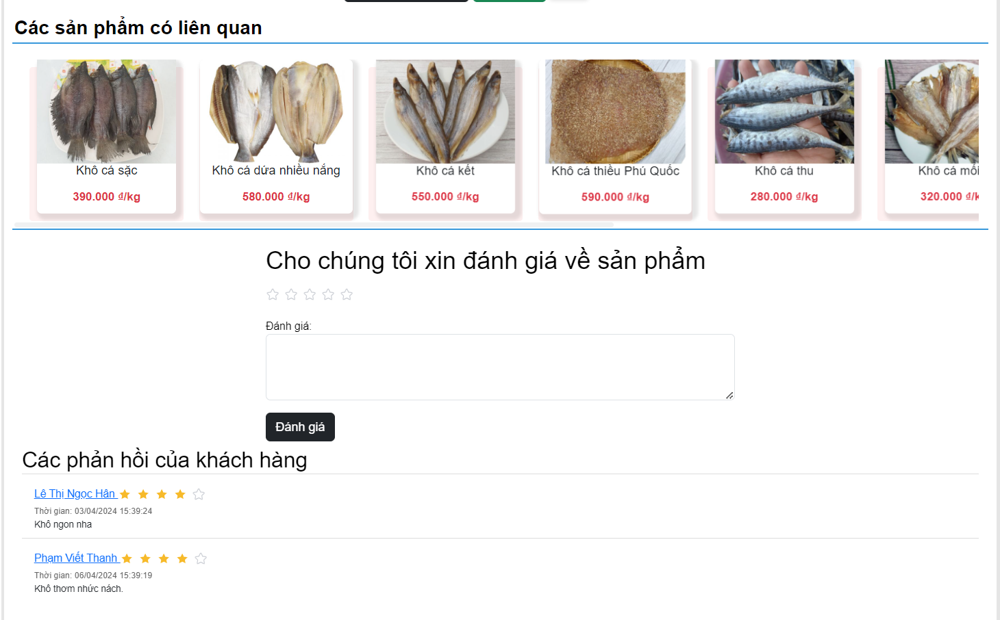 Các sản phẩm có liên quan
Khô cá sặc
390.000 ₫/kg
Khô cá dứa nhiều nắng
580.000 ₫/kg
Khô cá kết
550.000 ₫/kg
Khô cá thiều Phú Quốc
590.000 ₫/kg
Khô cá thu
280.000 ₫/kg
Khô cá mối
320.000 ₫/k
Cho chúng tôi xin đánh giá về sản phẩm
Đánh giá:
Đánh giá
Các phản hồi của khách hàng
Lê Thị Ngọc Hân
Thời gian: 03/04/2024 15:39:24
Khô ngon nha
Phạm Viết Thanh
Thời gian: 06/04/2024 15:39:19
Khô thơm nhức nách.